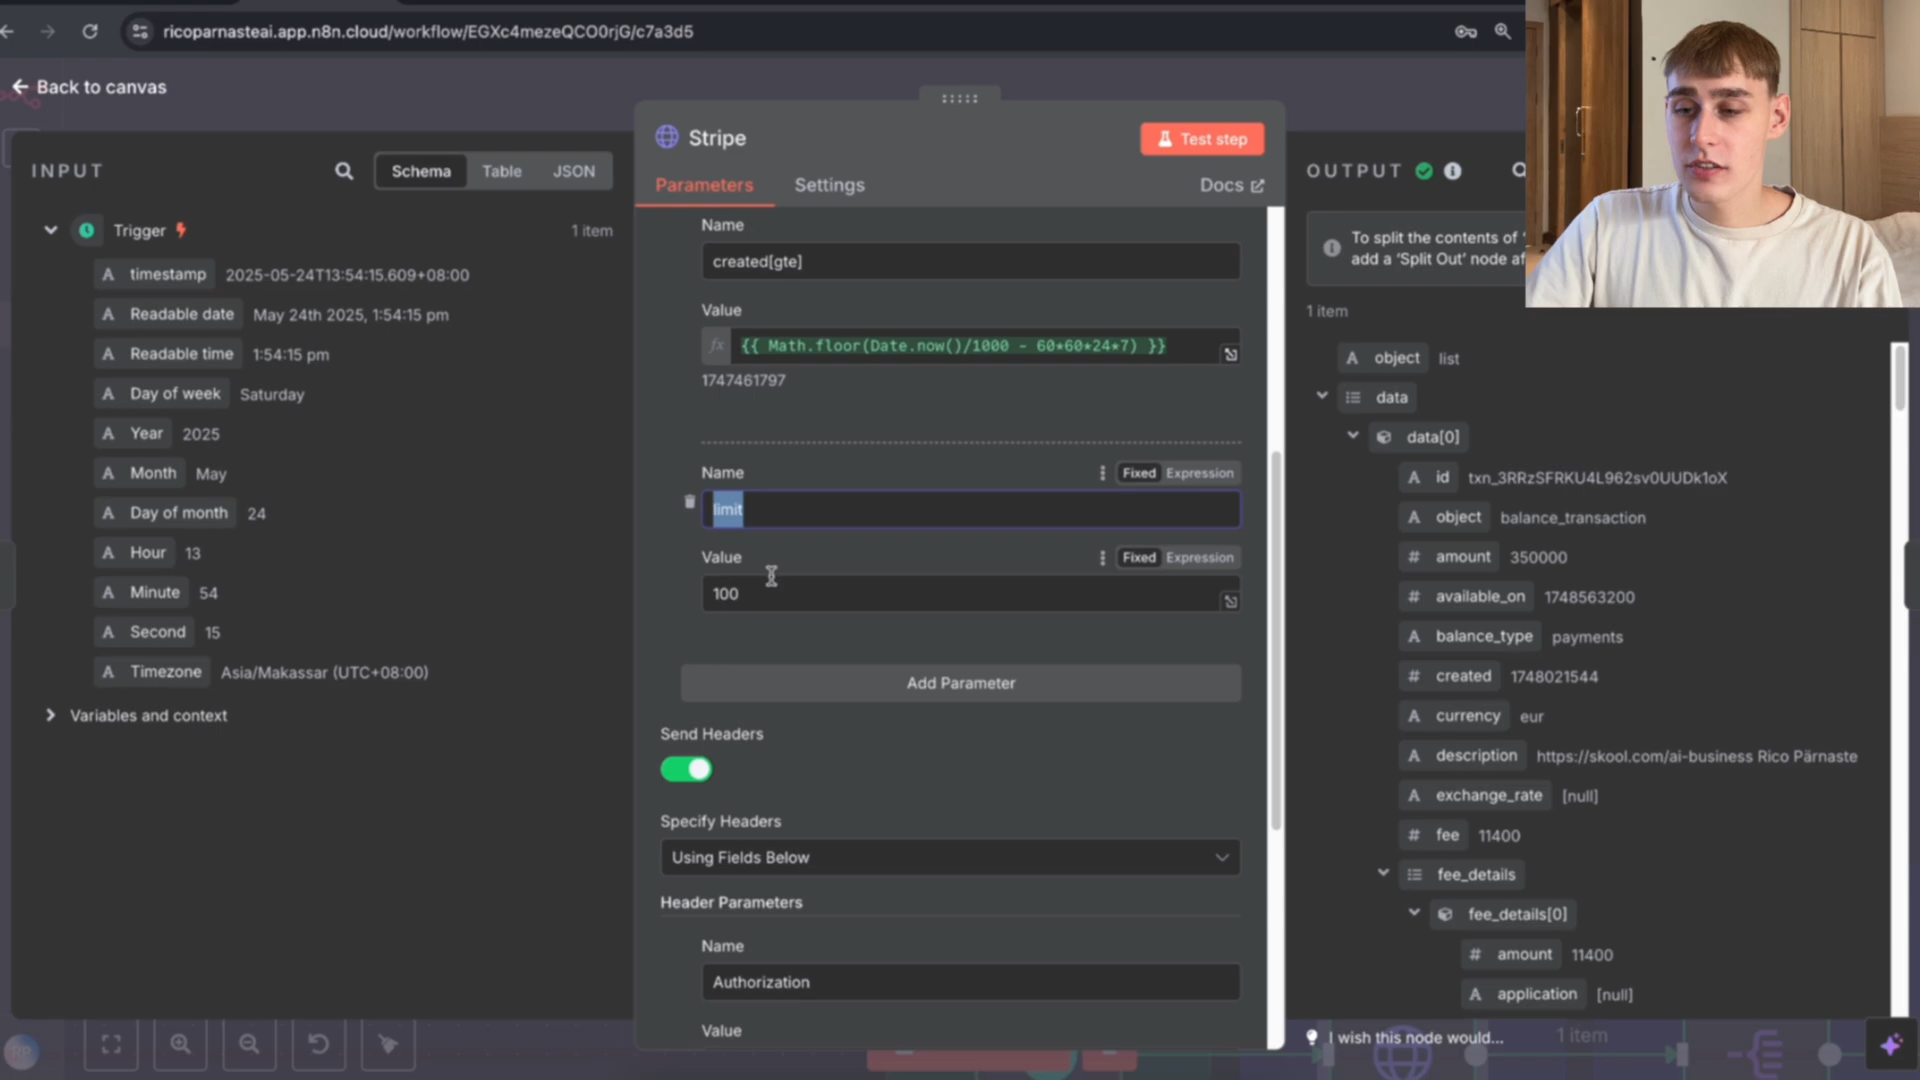 ricoparnasteai.app.n8n.cloud/workflow/EGXc4mezeQCO0rjG/c7a3d5
Back to canvas
INPUT
Schema
Table
JSON
Trigger
1 item
timestamp 2025-05-24T13:54:15.609+08:00
Readable date May 24th 2025, 1:54:15 pm
Readable time 1:54:15 pm
Day of week Saturday
Year 2025
Month May
Day of month 24
Hour 13
Minute 54
Second 15
Timezone Asia/Makassar (UTC+08:00)
Variables and context
Stripe
Test step
Parameters
Settings
Docs
Name
created[gte]
Value
fx {{ Math.floor(Date.now()/1000 - 60*60*24*7) }}
1747461797
Name
Fixed Expression
limit
Value
Fixed Expression
100
Add Parameter
Send Headers
Specify Headers
Using Fields Below
Header Parameters
Name
Authorization
Value
OUTPUT
To split the contents of '
add a 'Split Out' node af
1 item
A object list
data
data[0]
A id txn_3RRzSFRKU4L962sv0UUDk1oX
A object balance_transaction
# amount 350000
# available_on 1748563200
A balance_type payments
# created 1748021544
A currency eur
A description https://skool.com/ai-business Rico Pärnaste
A exchange_rate [null]
# fee 11400
fee_details
fee_details[0]
# amount 11400
A application [null]
I wish this node would...
1 item
RP